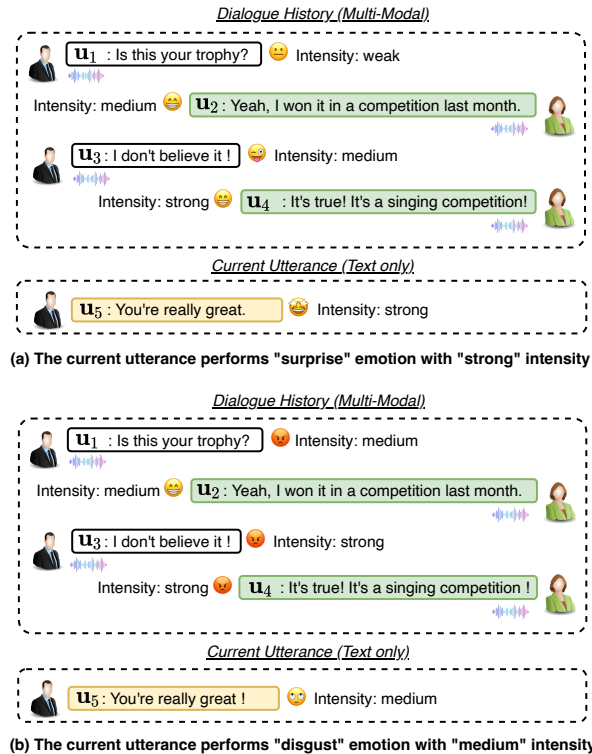 Dialogue History (Multi-Modal)
u1 : Is this your trophy? Intensity: weak
Intensity: medium u2 : Yeah, I won it in a competition last month.
u3 : I don't believe it ! Intensity: medium
Intensity: strong u4 : It's true! It's a singing competition!
Current Utterance (Text only)
u5 : You're really great. Intensity: strong
(a) The current utterance performs "surprise" emotion with "strong" intensity
Dialogue History (Multi-Modal)
u1 : Is this your trophy? Intensity: medium
Intensity: medium u2 : Yeah, I won it in a competition last month.
u3 : I don't believe it ! Intensity: strong
Intensity: strong u4 : It's true! It's a singing competition !
Current Utterance (Text only)
u5 : You're really great ! Intensity: medium
(b) The current utterance performs "disgust" emotion with "medium" intensity